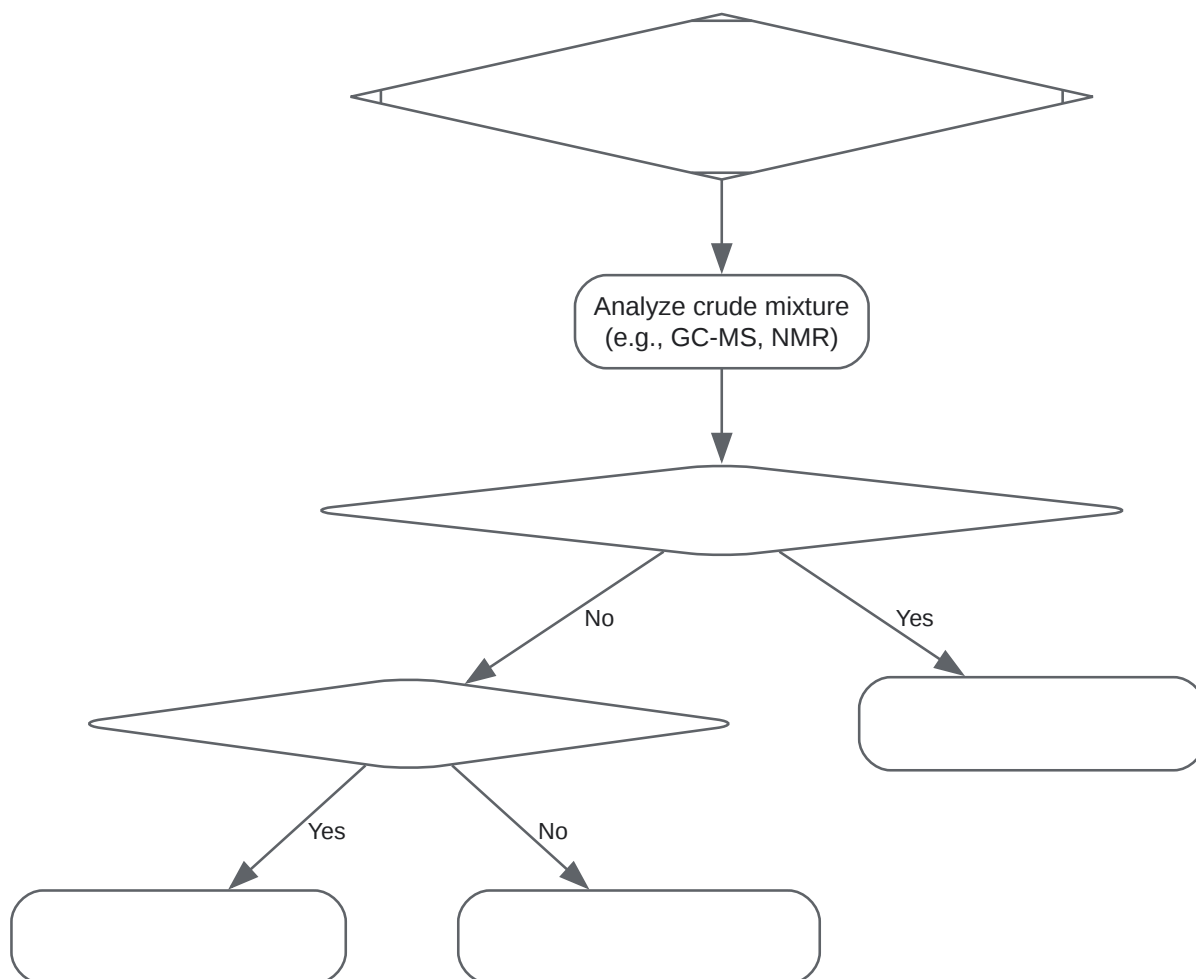 Analyze crude mixture
(e.g., GC-MS, NMR)
No
Yes
Yes
No